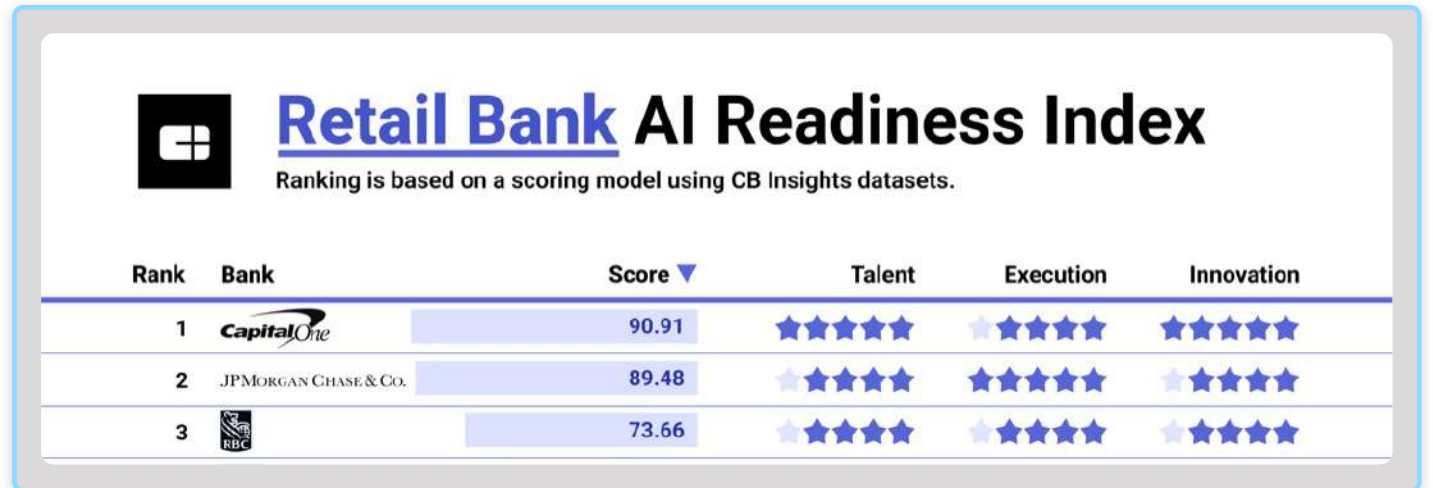 Retail Bank AI Readiness Index
Ranking is based on a scoring model using CB Insights datasets.
Rank Bank Score Talent Execution Innovation
1 CapitalOne 90.91
2 JPMORGAN CHASE & CO. 89.48
3 RBC 73.66